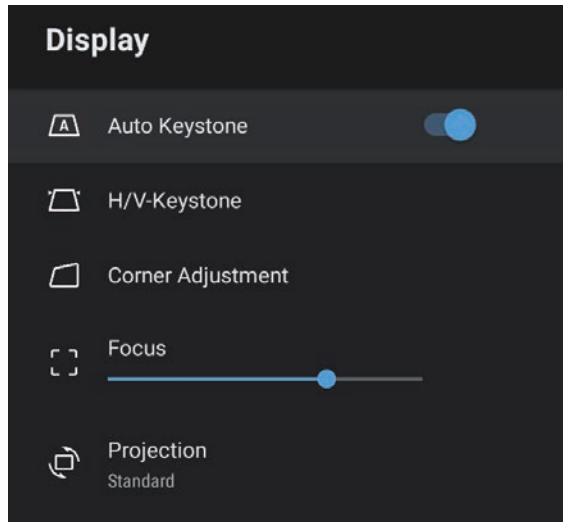 Display
A
Auto Keystone
H/V-Keystone
Corner Adjustment
Focus
Projection
Standard